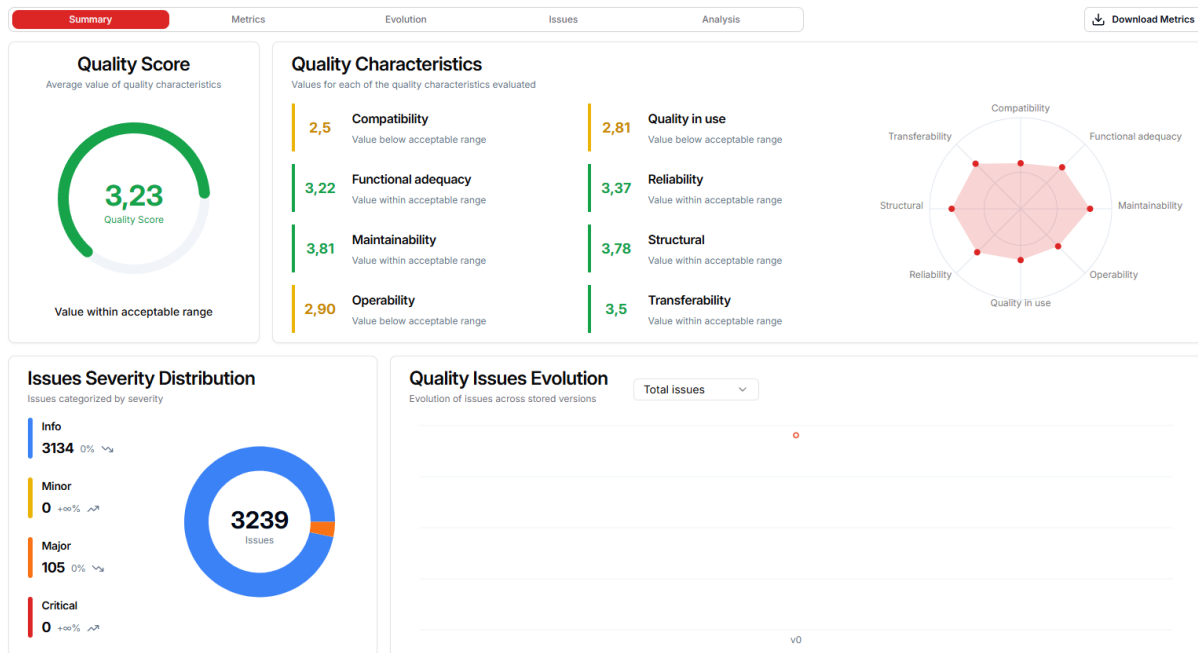 Summary
Metrics
Evolution
Issues
Analysis
Download Metrics
Quality Score
Average value of quality characteristics
3,23
Quality Score
Value within acceptable range
Quality Characteristics
Values for each of the quality characteristics evaluated
2,5
Compatibility
Value below acceptable range
3,22
Functional adequacy
Value within acceptable range
3,81
Maintainability
Value within acceptable range
2,90
Operability
Value below acceptable range
2,81
Quality in use
Value below acceptable range
3,37
Reliability
Value within acceptable range
3,78
Structural
Value within acceptable range
3,5
Transferability
Value within acceptable range
Compatibility
Transferability
Functional adequacy
Structural
Maintainability
Reliability
Operability
Quality in use
Issues Severity Distribution
Issues categorized by severity
Info
3134 0%
Minor
0 +∞%
Major
105 0%
Critical
0 +∞%
3239
Issues
Quality Issues Evolution
Evolution of issues across stored versions
Total issues
v0